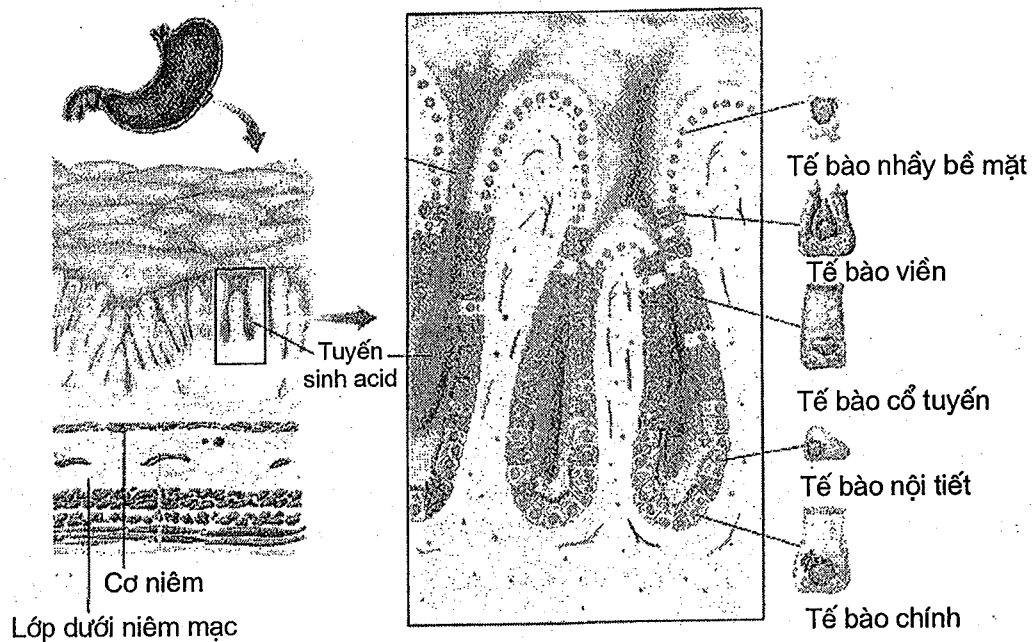 Tuyến
sinh acid
Cơ niêm
Lớp dưới niêm mạc
Tế bào nhầy bề mặt
Tế bào viền
Tế bào cổ tuyến
Tế bào nội tiết
Tế bào chính